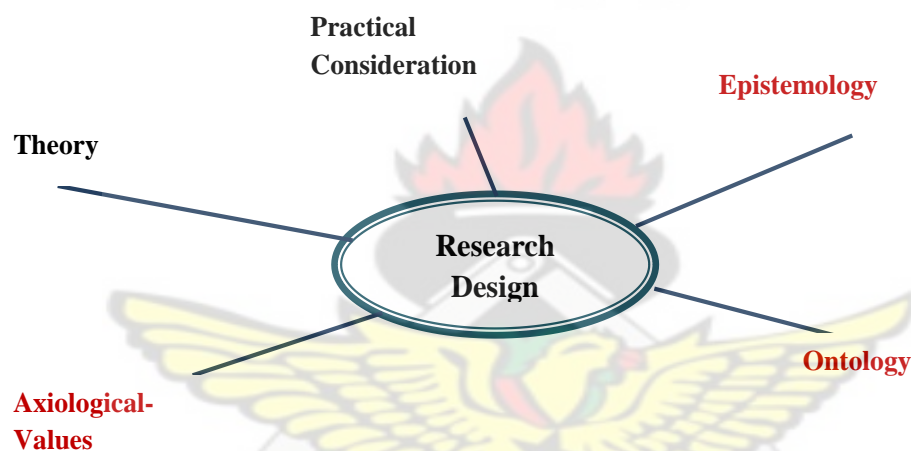 Practical
Consideration
Epistemology
Theory
Research
Design
Ontology
Axiological-
Values